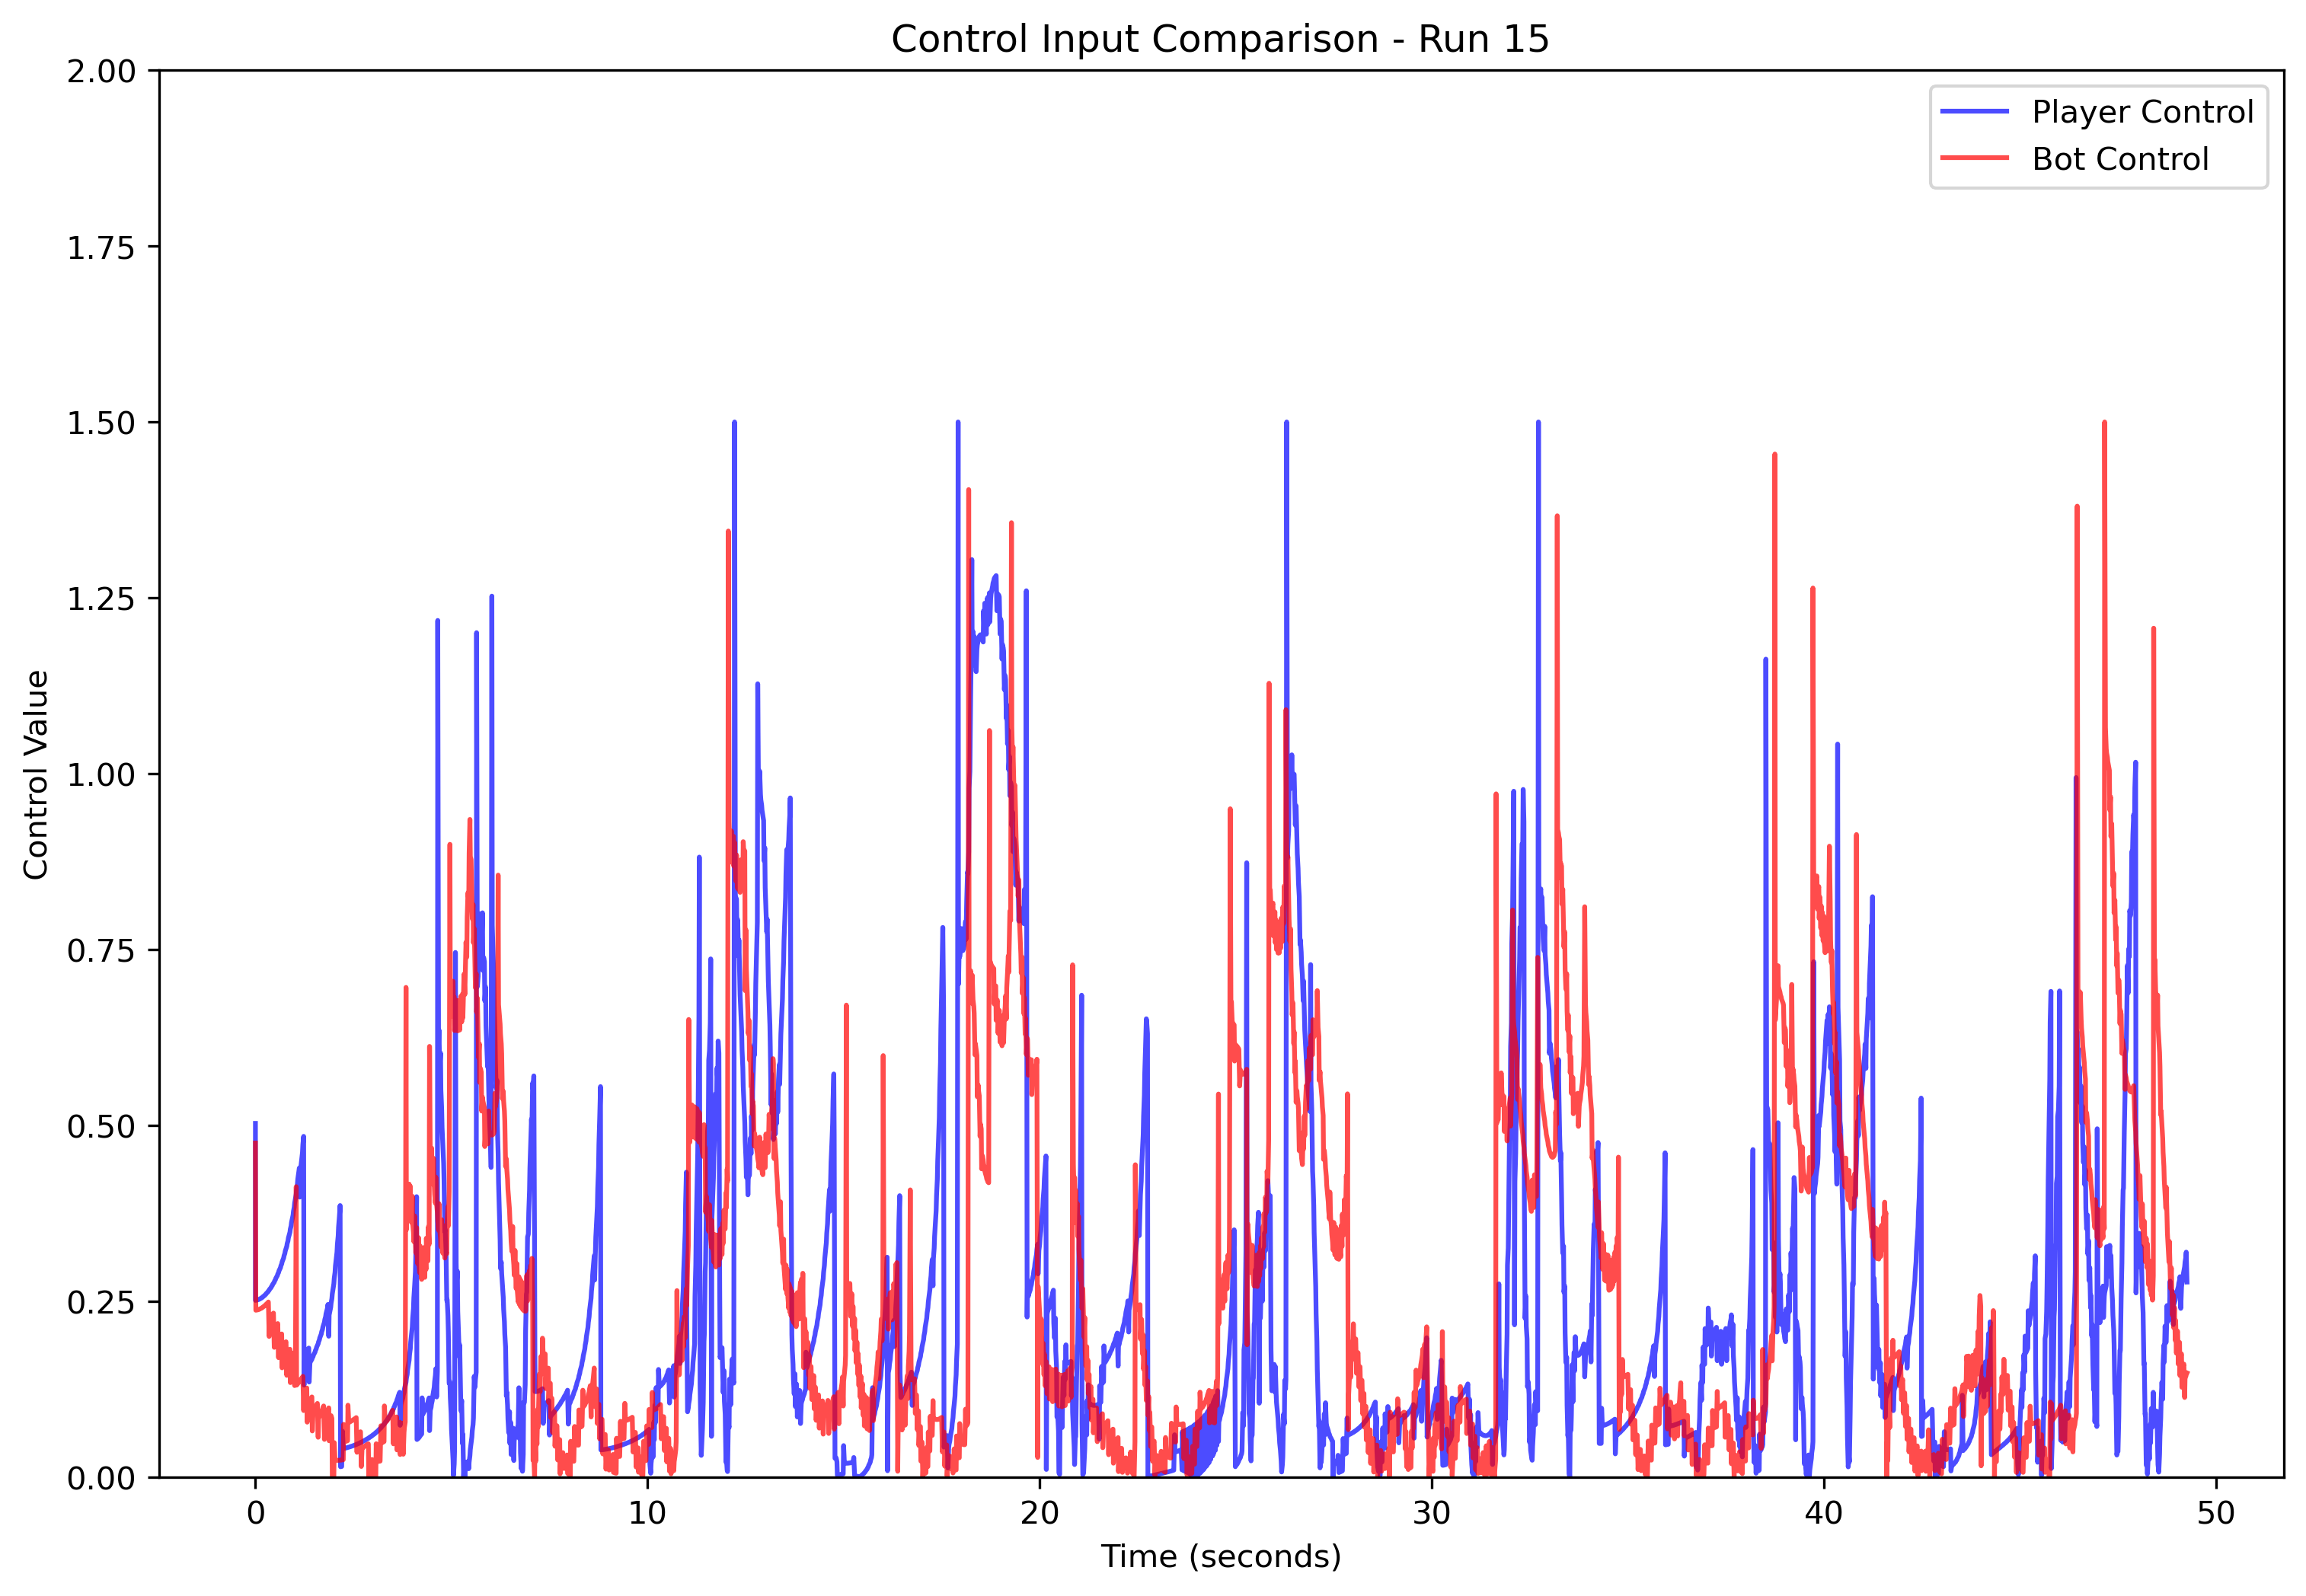 Control Input Comparison - Run 15
Player Control
Bot Control
2.00
1.75
1.50
1.25
1.00
0.75
0.50
0.25
0.00
Control Value
0 10 20 30 40 50
Time (seconds)